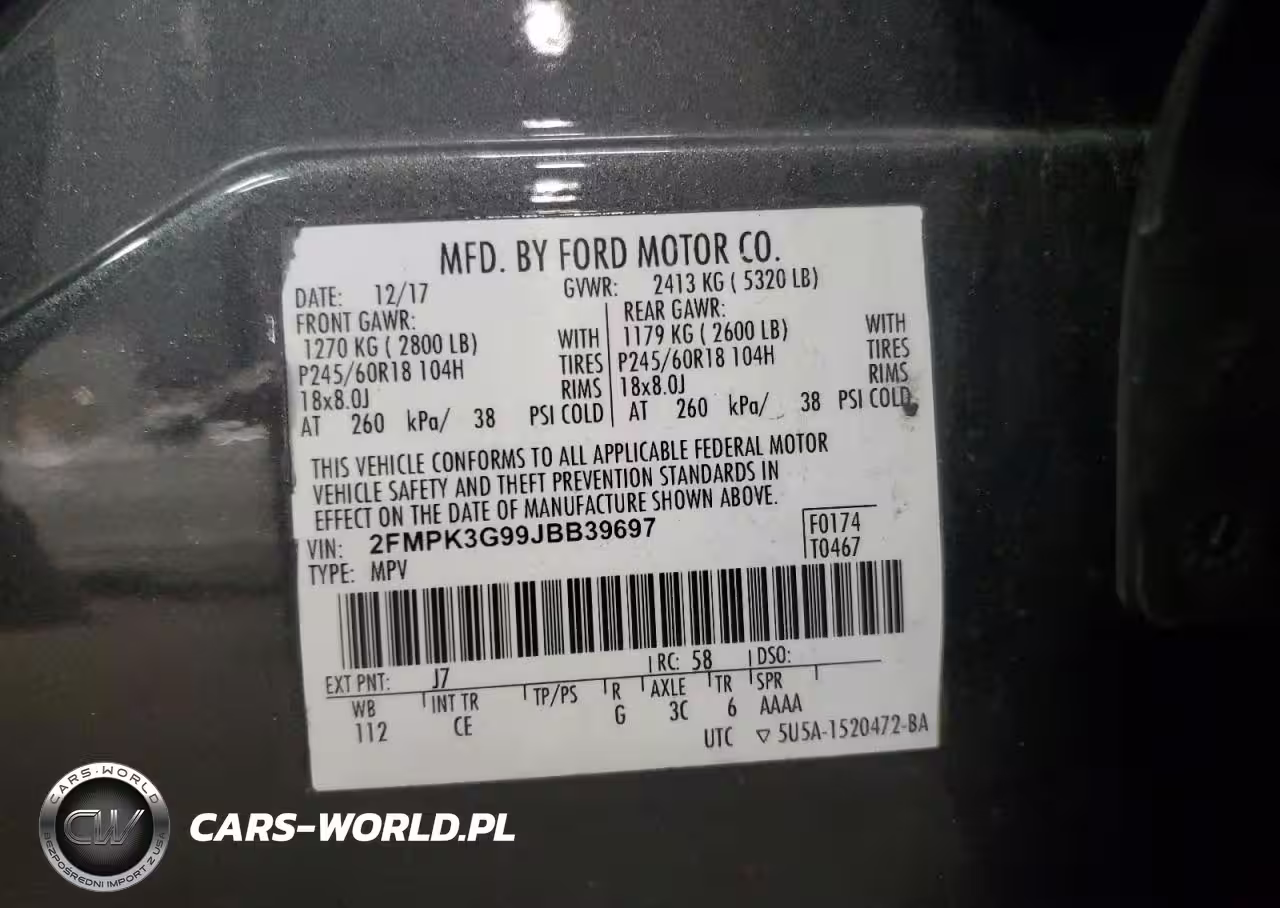 MFD. BY FORD MOTOR CO.
DATE: 12/17 GVWR: 2413 KG ( 5320 LB)
FRONT GAWR: REAR GAWR:
1270 KG ( 2800 LB) WITH 1179 KG ( 2600 LB) WITH
P245/60R18 104H TIRES P245/60R18 104H TIRES
18x8.0J RIMS 18x8.0J RIMS
AT 260 kPa/ 38 PSI COLD AT 260 kPa/ 38 PSI COLD
THIS VEHICLE CONFORMS TO ALL APPLICABLE FEDERAL MOTOR
VEHICLE SAFETY AND THEFT PREVENTION STANDARDS IN
EFFECT ON THE DATE OF MANUFACTURE SHOWN ABOVE.
VIN: 2FMPK3G99JBB39697 F0174
TYPE: MPV T0467
EXT PNT: J7 RC: 58 DSO:
WB INT TR TP/PS R AXLE TR SPR
112 CE G 3C 6 AAAA
UTC ▽ 5U5A-1520472-BA
CARS-WORLD
CW
BEZPOŚREDNI IMPORT Z USA
CARS-WORLD.PL